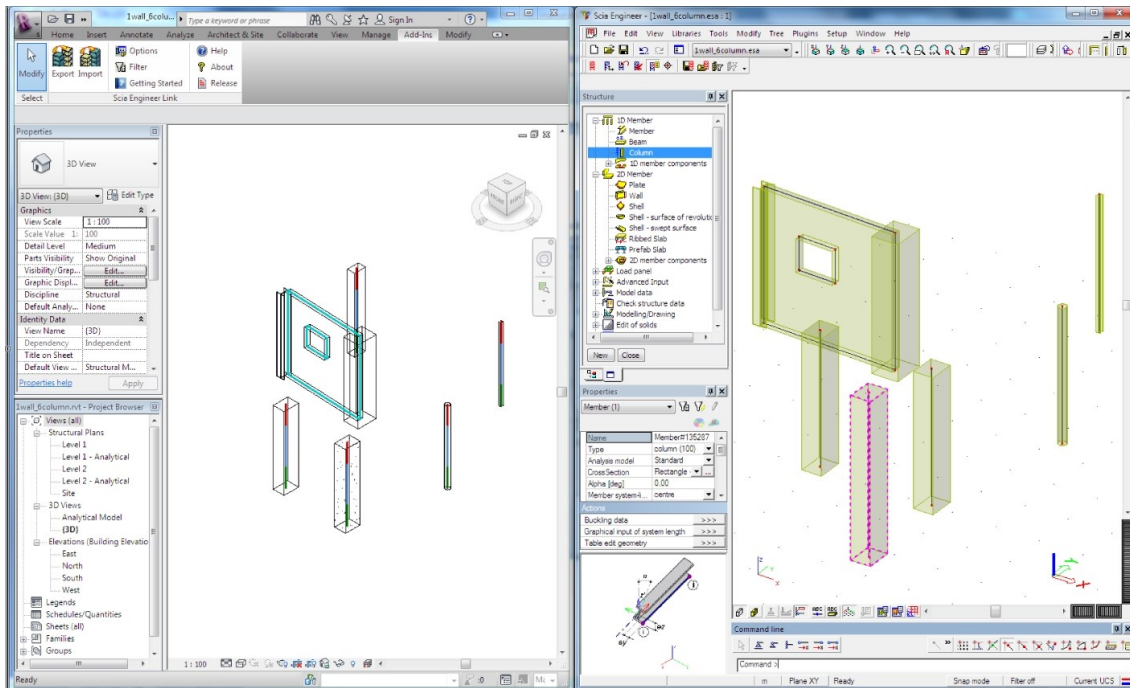 1wall_6colu...
Type a keyword or phrase
Sign In
Home Insert Annotate Analyze Architect & Site Collaborate View Manage Add-Ins Modify
Modify
Export
Import
Options
Filter
Getting Started
Help
About
Release
Select
Scia Engineer Link
Properties
3D View
3D View: {3D}
Edit Type
Graphics
View Scale 1 : 100
Scale Value 1: 100
Detail Level Medium
Parts Visibility Show Original
Visibility/Grap... Edit...
Graphic Displ... Edit...
Discipline Structural
Default Analy... None
Identity Data
View Name {3D}
Dependency Independent
Title on Sheet
Default View ... Structural M...
Properties help
Apply
1wall_6column.rvt - Project Browser
Views (all)
Structural Plans
Level 1
Level 1 - Analytical
Level 2
Level 2 - Analytical
Site
3D Views
Analytical Model
{3D}
Elevations (Building Elevatio
East
North
South
West
Legends
Schedules/Quantities
Sheets (all)
Families
Groups
1 : 100
Ready
:0
Scia Engineer - [1wall_6column.esa : 1]
File Edit View Libraries Tools Modify Tree Plugins Setup Window Help
1wall_6column.esa
Structure
1D Member
Member
Beam
Column
1D member components
2D Member
Plate
Wall
Shell
Shell - surface of revolutic
Shell - swept surface
Ribbed Slab
Prefab Slab
2D member components
Load panel
Advanced Input
Model data
Check structure data
Modelling/Drawing
Edit of solids
New
Close
Properties
Member (1)
Name Member#135287
Type column (100)
Analysis model Standard
CrossSection Rectangle -
Alpha [deg] 0.00
Member system-l... centre
Actions
Buckling data >>>
Graphical input of system length >>>
Table edit geometry >>>
Command line
Command >
m Plane XY Ready Snap mode Filter off Current UCS